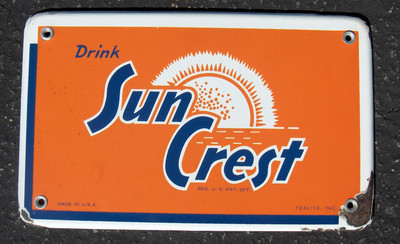 Drink
Sun
Crest
REG. U. S. PAT. OFF.
MADE IN U.S.A.
TEXLITE, INC.